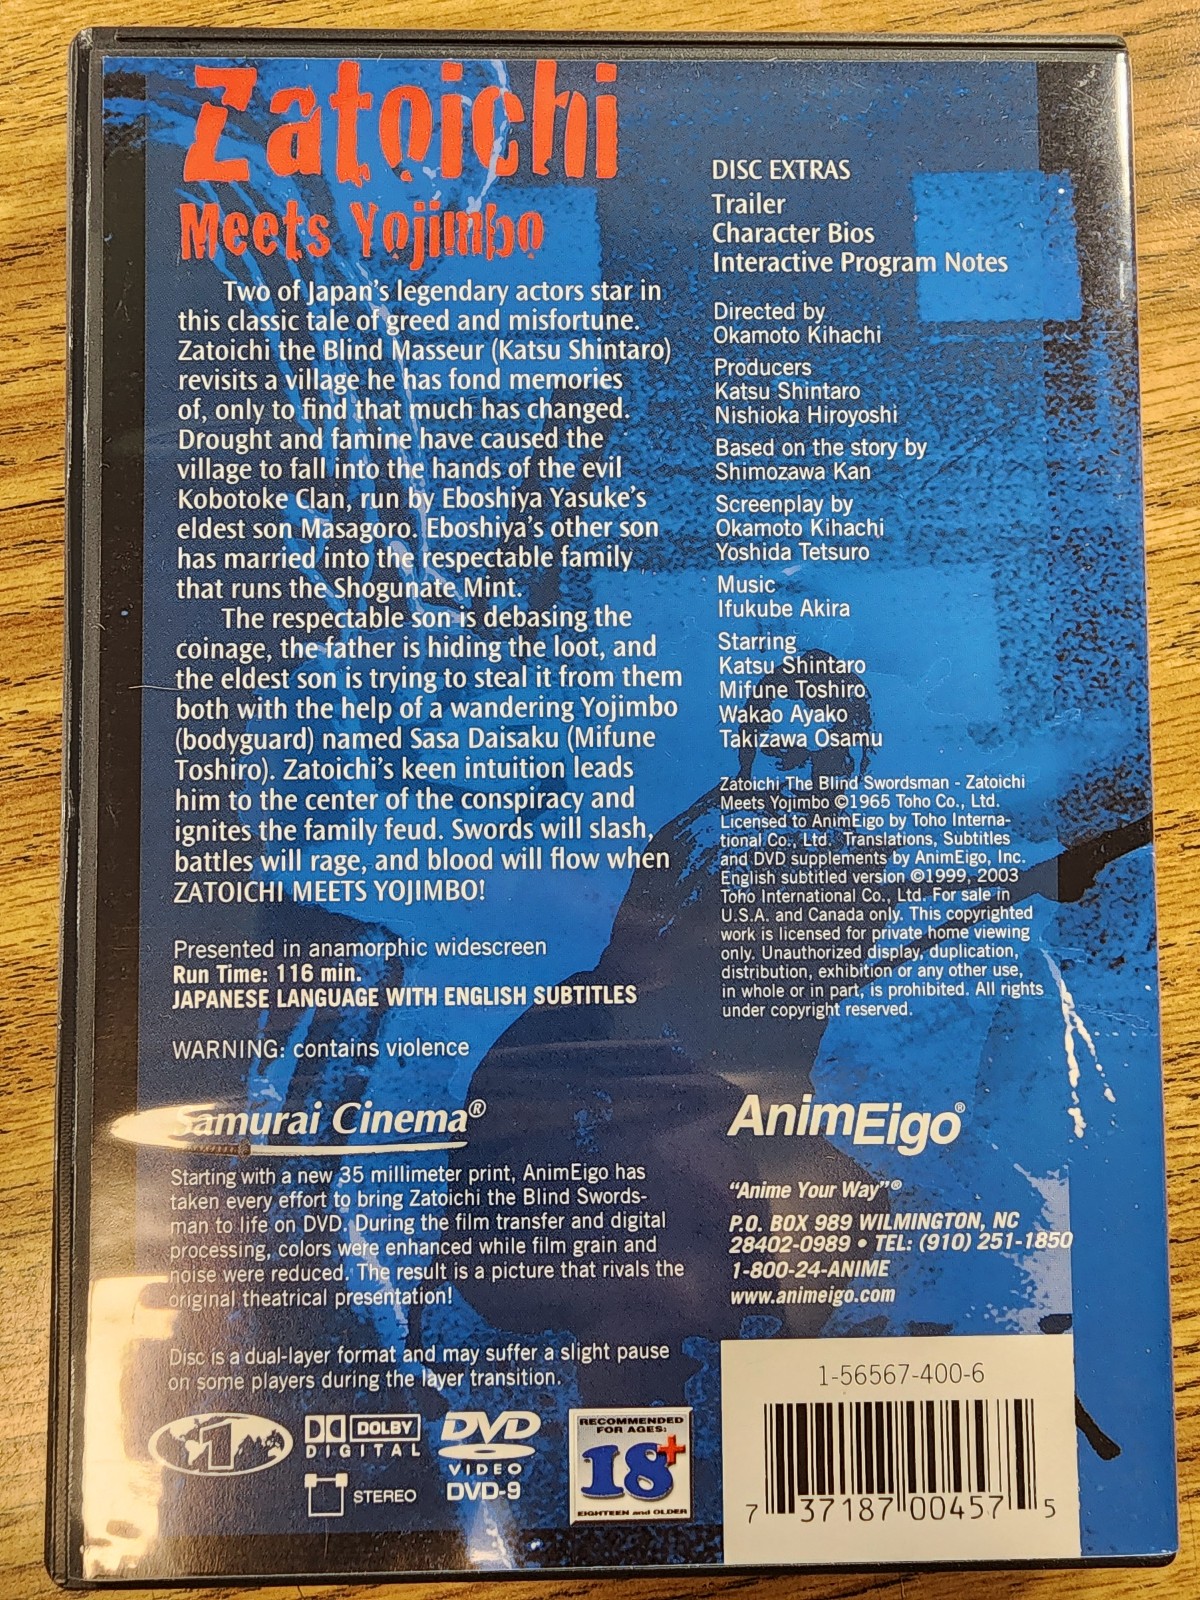 Zatoichi
Meets Yojimbo
Two of Japan's legendary actors star in
this classic tale of greed and misfortune.
Zatoichi the Blind Masseur (Katsu Shintaro)
revisits a village he has fond memories
of, only to find that much has changed.
Drought and famine have caused the
village to fall into the hands of the evil
Kobotoke Clan, run by Eboshiya Yasuke's
eldest son Masagoro. Eboshiya's other son
has married into the respectable family
that runs the Shogunate Mint.
The respectable son is debasing the
coinage, the father is hiding the loot, and
the eldest son is trying to steal it from them
both with the help of a wandering Yojimbo
(bodyguard) named Sasa Daisaku (Mifune
Toshiro). Zatoichi's keen intuition leads
him to the center of the conspiracy and
ignites the family feud. Swords will slash,
battles will rage, and blood will flow when
ZATOICHI MEETS YOJIMBO!
Presented in anamorphic widescreen
Run Time: 116 min.
JAPANESE LANGUAGE WITH ENGLISH SUBTITLES
WARNING: contains violence
Samurai Cinema®
Starting with a new 35 millimeter print, AnimEigo has
taken every effort to bring Zatoichi the Blind Swords-
man to life on DVD. During the film transfer and digital
processing, colors were enhanced while film grain and
noise were reduced. The result is a picture that rivals the
original theatrical presentation!
Disc is a dual-layer format and may suffer a slight pause
on some players during the layer transition.
1
DOLBY
DIGITAL
STEREO
DVD
VIDEO
DVD-9
RECOMMENDED
FOR AGES:
18+
EIGHTEEN and OLDER
DISC EXTRAS
Trailer
Character Bios
Interactive Program Notes
Directed by
Okamoto Kihachi
Producers
Katsu Shintaro
Nishioka Hiroyoshi
Based on the story by
Shimozawa Kan
Screenplay by
Okamoto Kihachi
Yoshida Tetsuro
Music
Ifukube Akira
Starring
Katsu Shintaro
Mifune Toshiro
Wakao Ayako
Takizawa Osamu
Zatoichi The Blind Swordsman - Zatoichi
Meets Yojimbo ©1965 Toho Co., Ltd.
Licensed to AnimEigo by Toho Interna-
tional Co., Ltd. Translations, Subtitles
and DVD supplements by AnimEigo, Inc.
English subtitled version ©1999, 2003
Toho International Co., Ltd. For sale in
U.S.A. and Canada only. This copyrighted
work is licensed for private home viewing
only. Unauthorized display, duplication,
distribution, exhibition or any other use,
in whole or in part, is prohibited. All rights
under copyright reserved.
AnimEigo®
"Anime Your Way"®
P.O. BOX 989 WILMINGTON, NC
28402-0989 • TEL: (910) 251-1850
1-800-24-ANIME
www.animeigo.com
1-56567-400-6
7 37187 00457 5